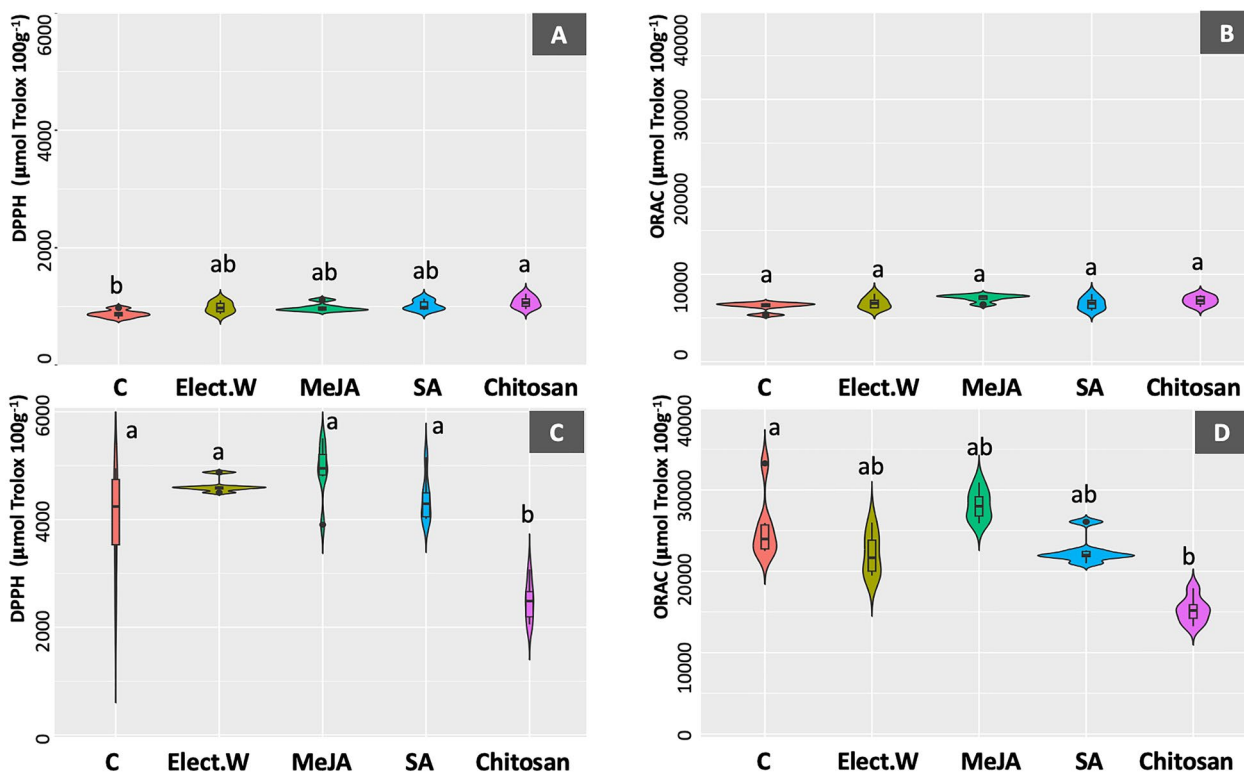 A
DPPH (µmol Trolox 100g-1)
6000
4000
2000
0
b
ab
ab
ab
a
C
Elect.W
MeJA
SA
Chitosan
B
ORAC (µmol Trolox 100g-1)
40000
30000
20000
10000
0
a
a
a
a
a
C
Elect.W
MeJA
SA
Chitosan
C
DPPH (µmol Trolox 100g-1)
6000
4000
2000
0
a
a
a
a
b
C
Elect.W
MeJA
SA
Chitosan
D
ORAC (µmol Trolox 100g-1)
40000
30000
20000
10000
0
a
ab
ab
ab
b
C
Elect.W
MeJA
SA
Chitosan